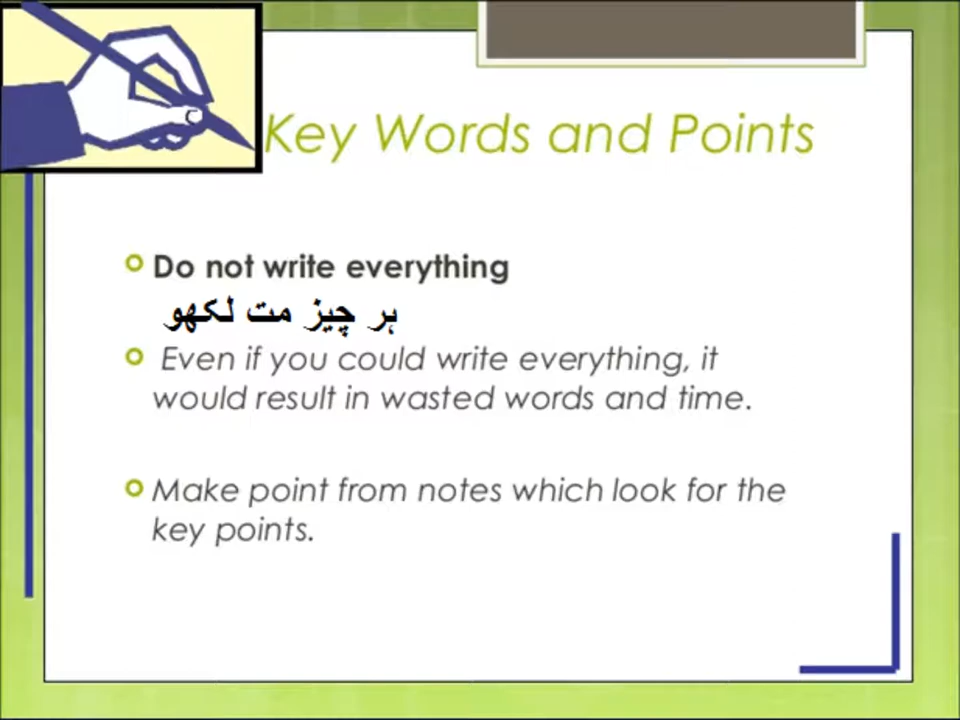 Key Words and Points
Do not write everything
ہر چیز مت لکھو
Even if you could write everything, it
would result in wasted words and time.
Make point from notes which look for the
key points.